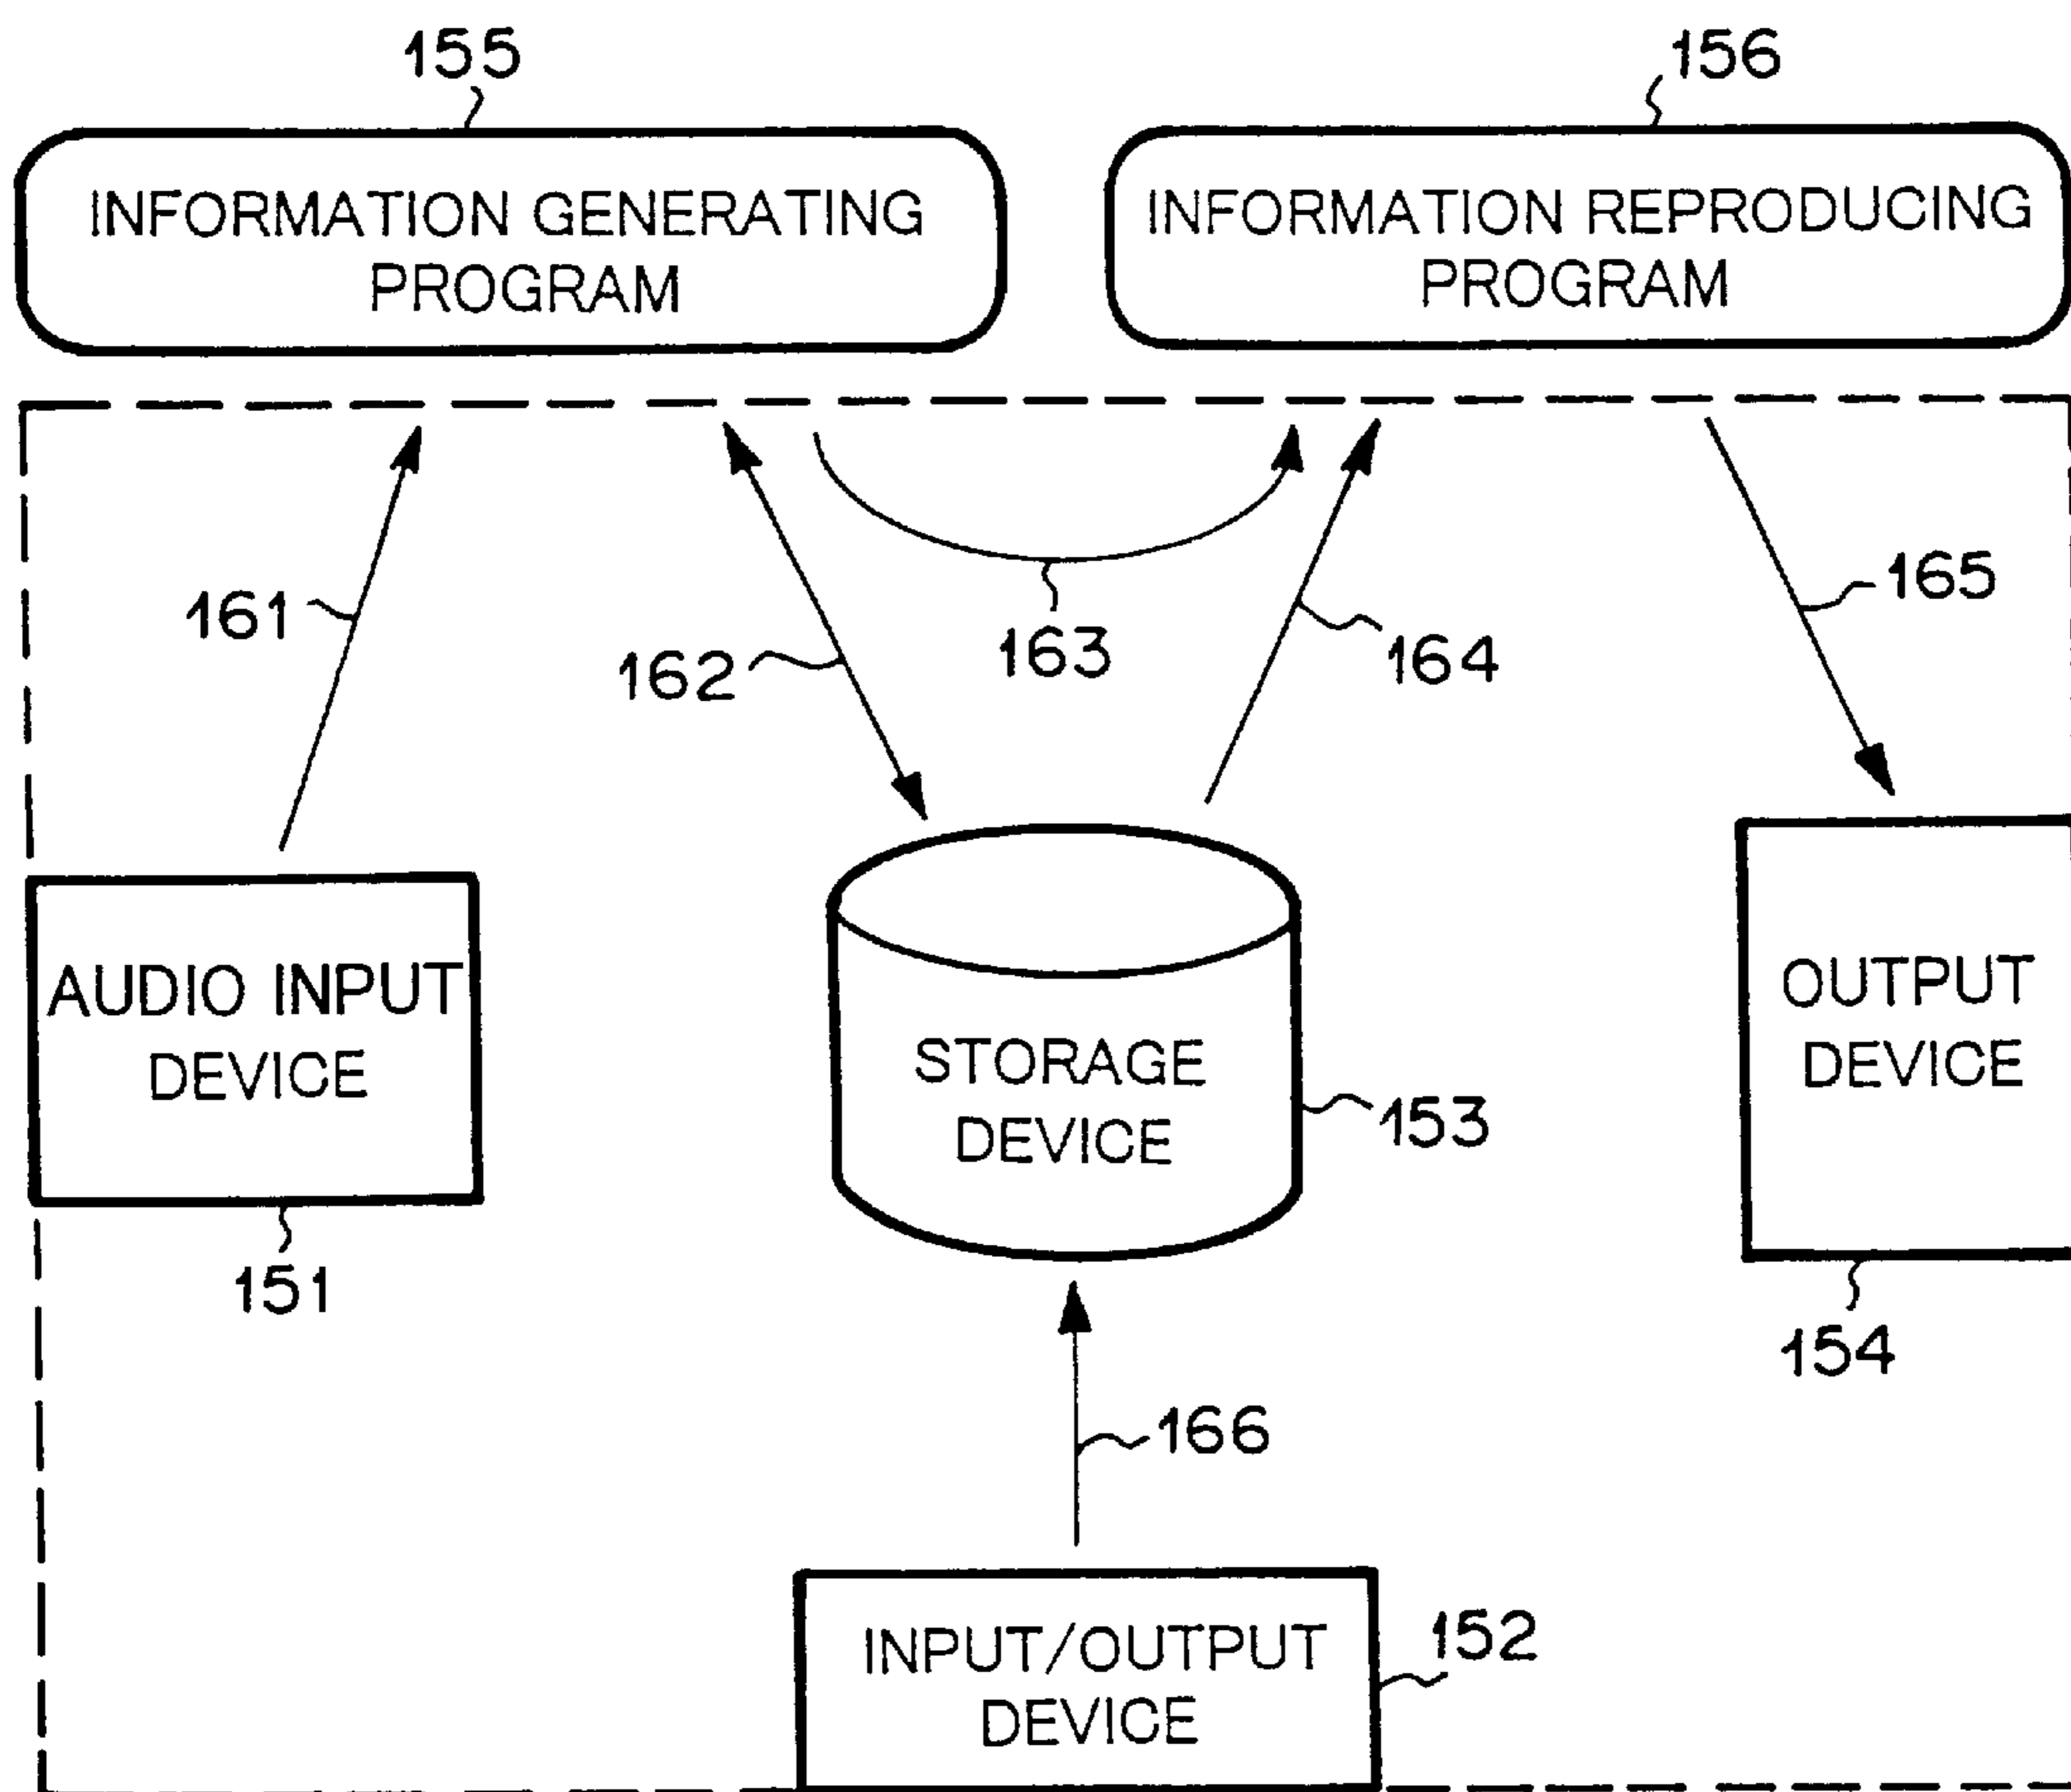 155
156
INFORMATION GENERATING
PROGRAM
INFORMATION REPRODUCING
PROGRAM
161
162
163
164
165
AUDIO INPUT
DEVICE
STORAGE
DEVICE
OUTPUT
DEVICE
153
151
154
166
INPUT/OUTPUT
DEVICE
152